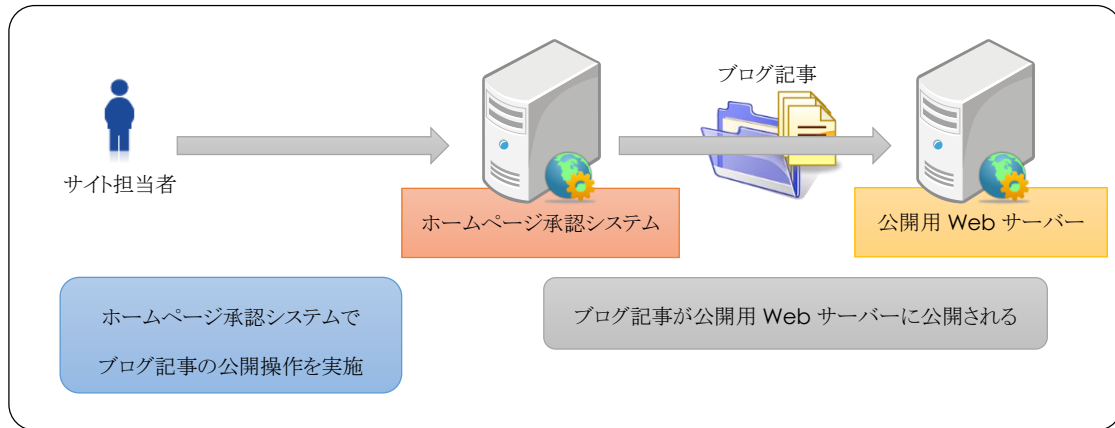 ブログ記事
サイト担当者
ホームページ承認システム
公開用 Web サーバー
ホームページ承認システムで
ブログ記事の公開操作を実施
ブログ記事が公開用 Web サーバーに公開される